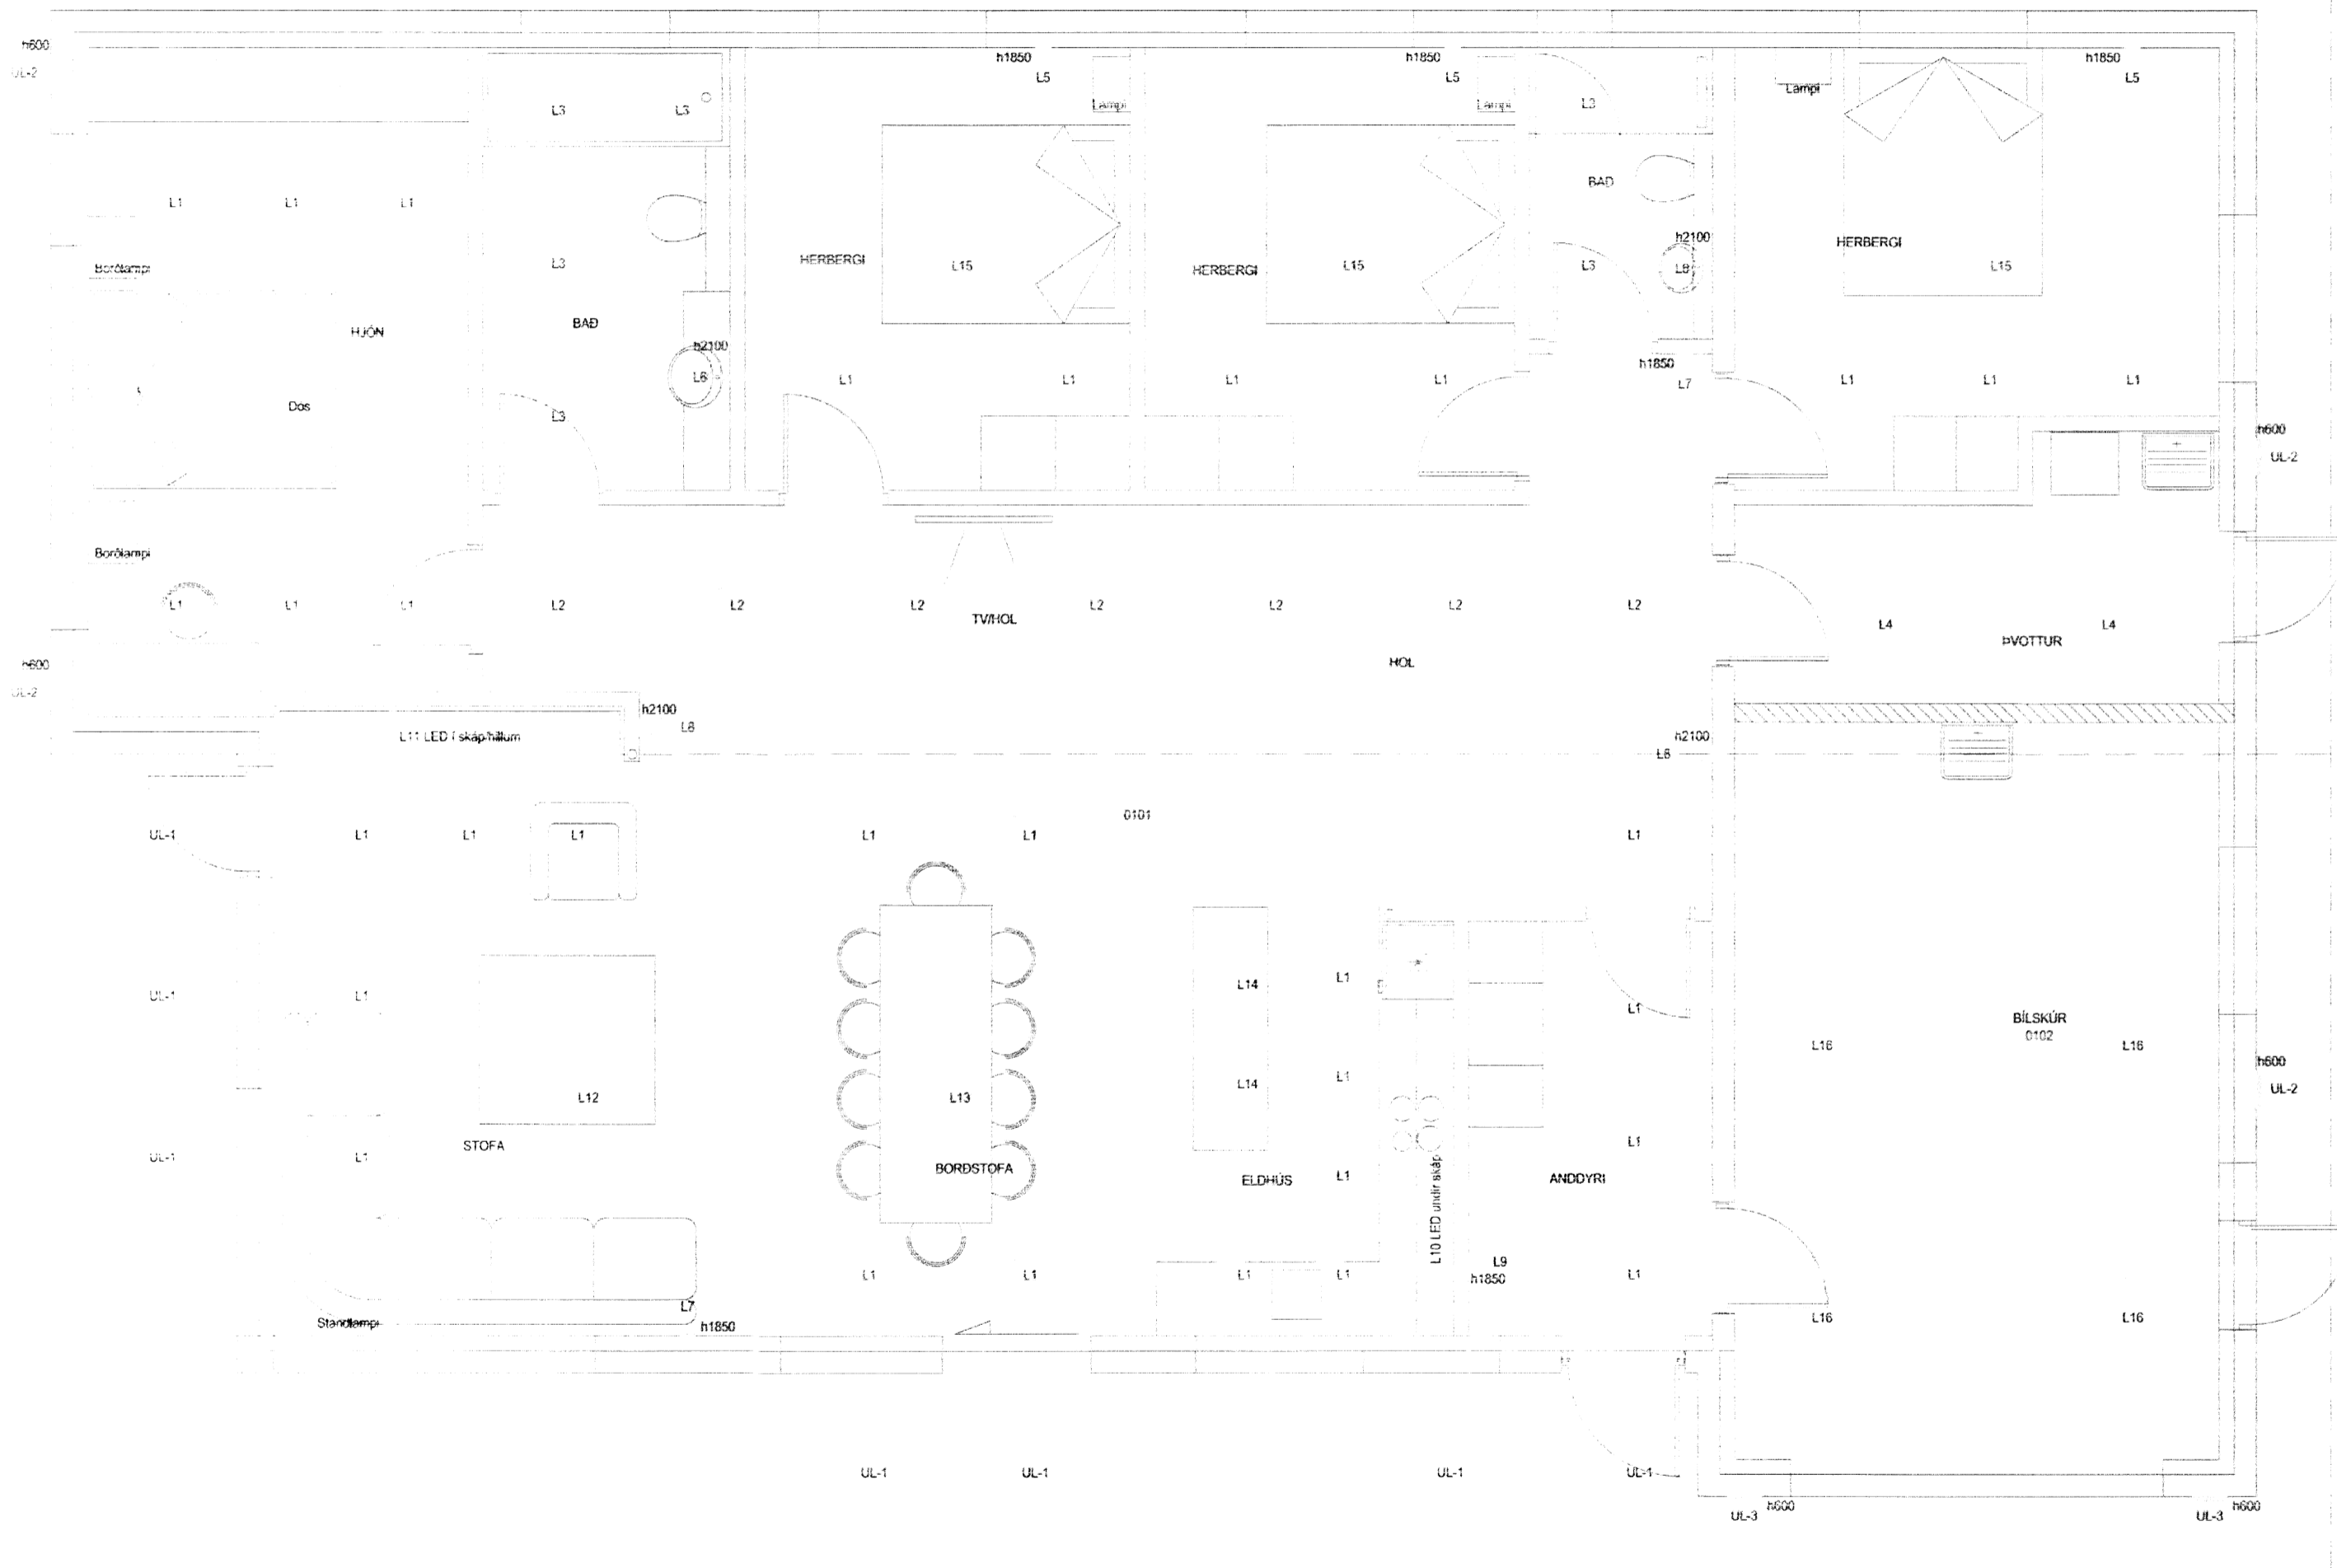 h600
UL-2
h1850
L5
Lampi
h1850
L5
Lampi
L3
Lampi
h1850
L5
L3
L3
L1
L1
L1
BAÐ
h2100
HERBERGI
Borðlampi
L3
HERBERGI
L15
HERBERGI
L15
L3
L8
L15
HJÓN
BAÐ
h2100
L6
L1
L1
L1
L1
h1850
L7
L1
L1
L1
L3
h600
UL-2
Borðlampi
L1
L1
L1
L2
L2
L2
TV/HOL
L2
L2
L2
L2
L4
L4
ÞVOTTUR
h600
UL-2
HOL
h2100
L8
L11 LED í skáp/hillum
h2100
L8
0101
UL-1
L1
L1
L1
L1
L1
L1
UL-1
L1
L14
L1
L1
BÍLSKÚR
0102
L16
L16
h600
UL-2
L12
L13
L14
L1
L1
UL-1
L1
STOFA
BORÐSTOFA
ELDHÚS
L1
L10 LED undir skáp
ANDDYRI
L9
h1850
L1
L1
L1
L1
L1
Standlampi
L7
h1850
L16
L16
UL-1
UL-1
UL-1
UL-1
UL-3
h600
UL-3
h600